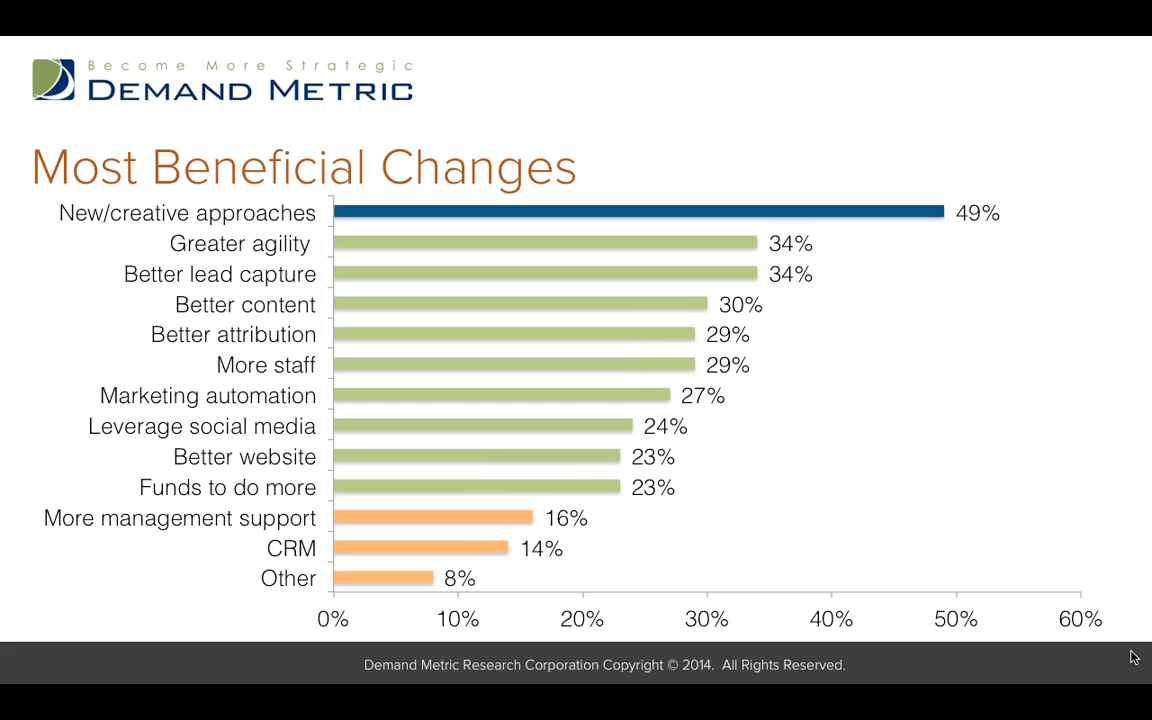 Become More Strategic
DEMAND METRIC
Most Beneficial Changes
New/creative approaches 49%
Greater agility 34%
Better lead capture 34%
Better content 30%
Better attribution 29%
More staff 29%
Marketing automation 27%
Leverage social media 24%
Better website 23%
Funds to do more 23%
More management support 16%
CRM 14%
Other 8%
0% 10% 20% 30% 40% 50% 60%
Demand Metric Research Corporation Copyright © 2014. All Rights Reserved.